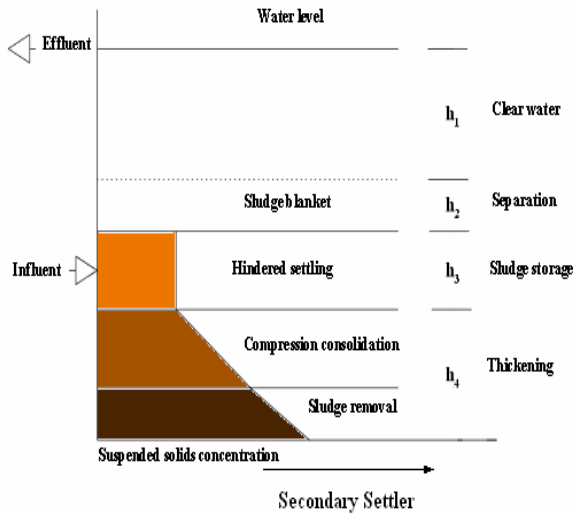 Water level
Effluent
h1 Clear water
Sludge blanket
h2 Separation
Influent
Hindered settling
h3 Sludge storage
Compression consolidation
h4 Thickening
Sludge removal
Suspended solids concentration
Secondary Settler